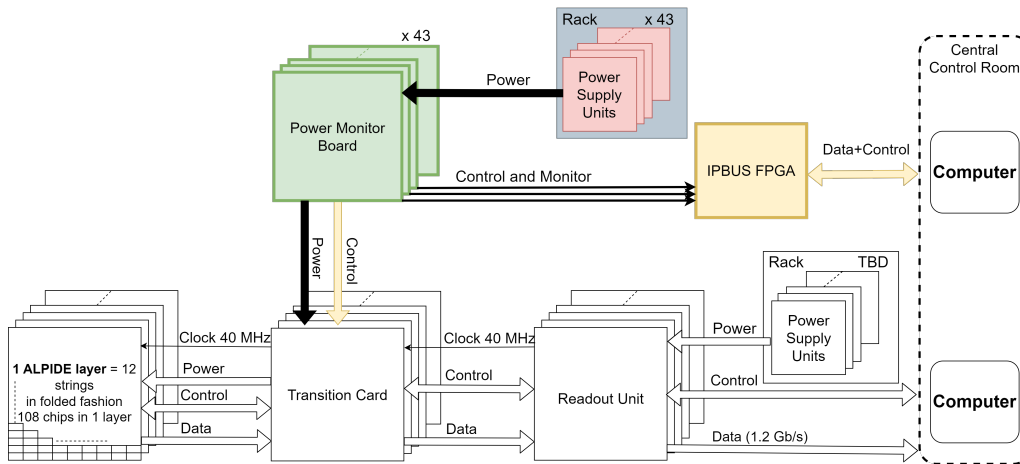 x 43
Rack
x 43
Central
Control Room
Power
Power
Supply
Units
Power Monitor
Board
Data+Control
IPBUS FPGA
Computer
Control and Monitor
Power
Control
Rack
TBD
Clock 40 MHz
Clock 40 MHz
Power
Power
Supply
Units
1 ALPIDE layer = 12
strings
in folded fashion
108 chips in 1 layer
Power
Control
Data
Transition Card
Control
Data
Readout Unit
Control
Data (1.2 Gb/s)
Computer